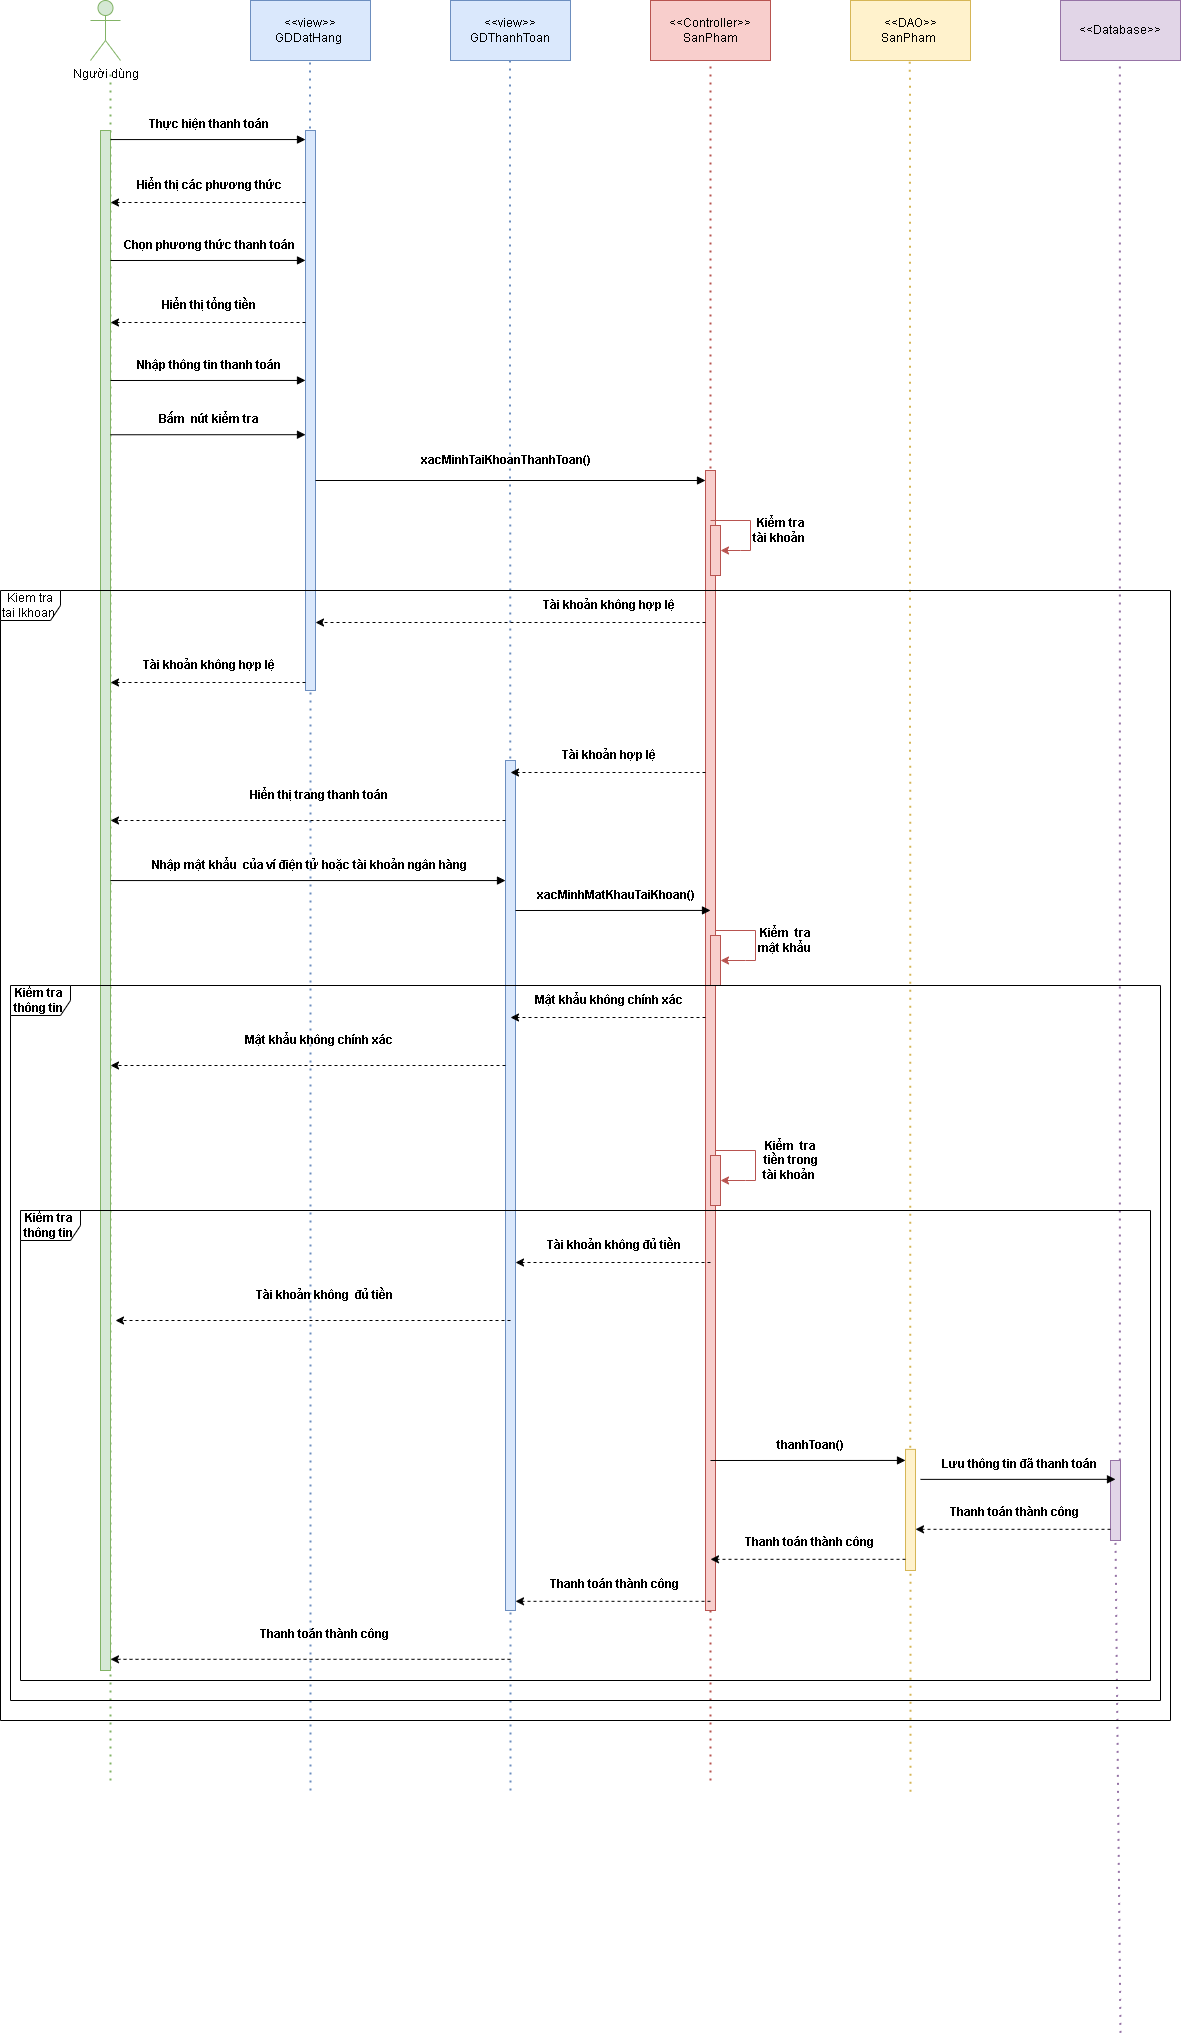 <<view>>
GDDatHang
<<view>>
GDThanhToan
<<Controller>>
SanPham
<<DAO>>
SanPham
<<Database>>
Người dùng
Thực hiện thanh toán
Hiển thị các phương thức
Chọn phương thức thanh toán
Hiển thị tổng tiền
Nhập thông tin thanh toán
Bấm  nút kiểm tra
xacMinhTaiKhoanThanhToan()
Kiểm tra
tài khoản
Kiem tra
tai lkhoan
Tài khoản không hợp lệ
Tài khoản không hợp lệ
Tài khoản hợp lệ
Hiển thị trang thanh toán
Nhập mật khẩu  của ví điện tử hoặc tài khoản ngân hàng
xacMinhMatKhauTaiKhoan()
Kiểm  tra
mật khẩu
Kiểm tra
thông tin
Mật khẩu không chính xác
Mật khẩu không chính xác
Kiểm  tra
tiền trong
tài khoản
Kiểm tra
thông tin
Tài khoản không đủ tiền
Tài khoản không  đủ tiền
thanhToan()
Lưu thông tin đã thanh toán
Thanh toán thành công
Thanh toán thành công
Thanh toán thành công
Thanh toán thành công